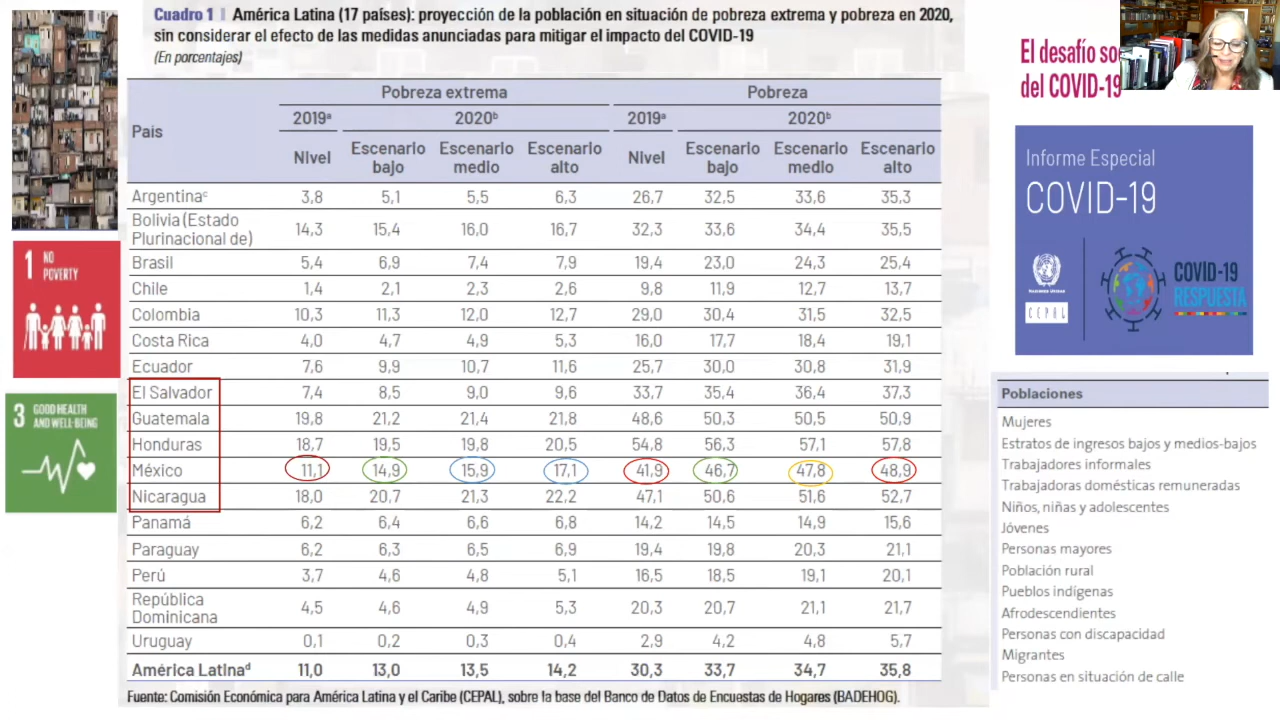 Cuadro 1 | América Latina (17 países): proyección de la población en situación de pobreza extrema y pobreza en 2020,
sin considerar el efecto de las medidas anunciadas para mitigar el impacto del COVID-19
(En porcentajes)
País Pobreza extrema Pobreza
2019ᵃ 2020ᵇ 2019ᵃ 2020ᵇ
Nivel Escenario bajo Escenario medio Escenario alto Nivel Escenario bajo Escenario medio Escenario alto
Argentinaᶜ 3,8 5,1 5,5 6,3 26,7 32,5 33,6 35,3
Bolivia (Estado
Plurinacional de) 14,3 15,4 16,0 16,7 32,3 33,6 34,4 35,5
Brasil 5,4 6,9 7,4 7,9 19,4 23,0 24,3 25,4
Chile 1,4 2,1 2,3 2,6 9,8 11,9 12,7 13,7
Colombia 10,3 11,3 12,0 12,7 29,0 30,4 31,5 32,5
Costa Rica 4,0 4,7 4,9 5,3 16,0 17,7 18,4 19,1
Ecuador 7,6 9,9 10,7 11,6 25,7 30,0 30,8 31,9
El Salvador 7,4 8,5 9,0 9,6 33,7 35,4 36,4 37,3
Guatemala 19,8 21,2 21,4 21,8 48,6 50,3 50,5 50,9
Honduras 18,7 19,5 19,8 20,5 54,8 56,3 57,1 57,8
México 11,1 14,9 15,9 17,1 41,9 46,7 47,8 48,9
Nicaragua 18,0 20,7 21,3 22,2 47,1 50,6 51,6 52,7
Panamá 6,2 6,4 6,6 6,8 14,2 14,5 14,9 15,6
Paraguay 6,2 6,3 6,5 6,9 19,4 19,8 20,3 21,1
Perú 3,7 4,6 4,8 5,1 16,5 18,5 19,1 20,1
República
Dominicana 4,5 4,6 4,9 5,3 20,3 20,7 21,1 21,7
Uruguay 0,1 0,2 0,3 0,4 2,9 4,2 4,8 5,7
América Latinaᵈ 11,0 13,0 13,5 14,2 30,3 33,7 34,7 35,8
Fuente: Comisión Económica para América Latina y el Caribe (CEPAL), sobre la base del Banco de Datos de Encuestas de Hogares (BADEHOG).
1 NO
POVERTY
3 GOOD HEALTH
AND WELL-BEING
El desafío so
del COVID-19
Informe Especial
COVID-19
NACIONES UNIDAS
CEPAL
COVID-19
RESPUESTA
Poblaciones
Mujeres
Estratos de ingresos bajos y medios-bajos
Trabajadores informales
Trabajadoras domésticas remuneradas
Niños, niñas y adolescentes
Jóvenes
Personas mayores
Población rural
Pueblos indígenas
Afrodescendientes
Personas con discapacidad
Migrantes
Personas en situación de calle